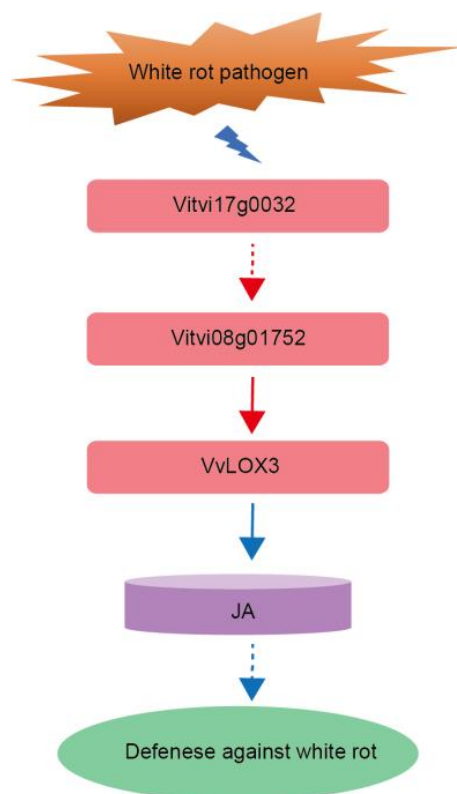 White rot pathogen
Vitvi17g0032
Vitvi08g01752
VvLOX3
JA
Defenese against white rot